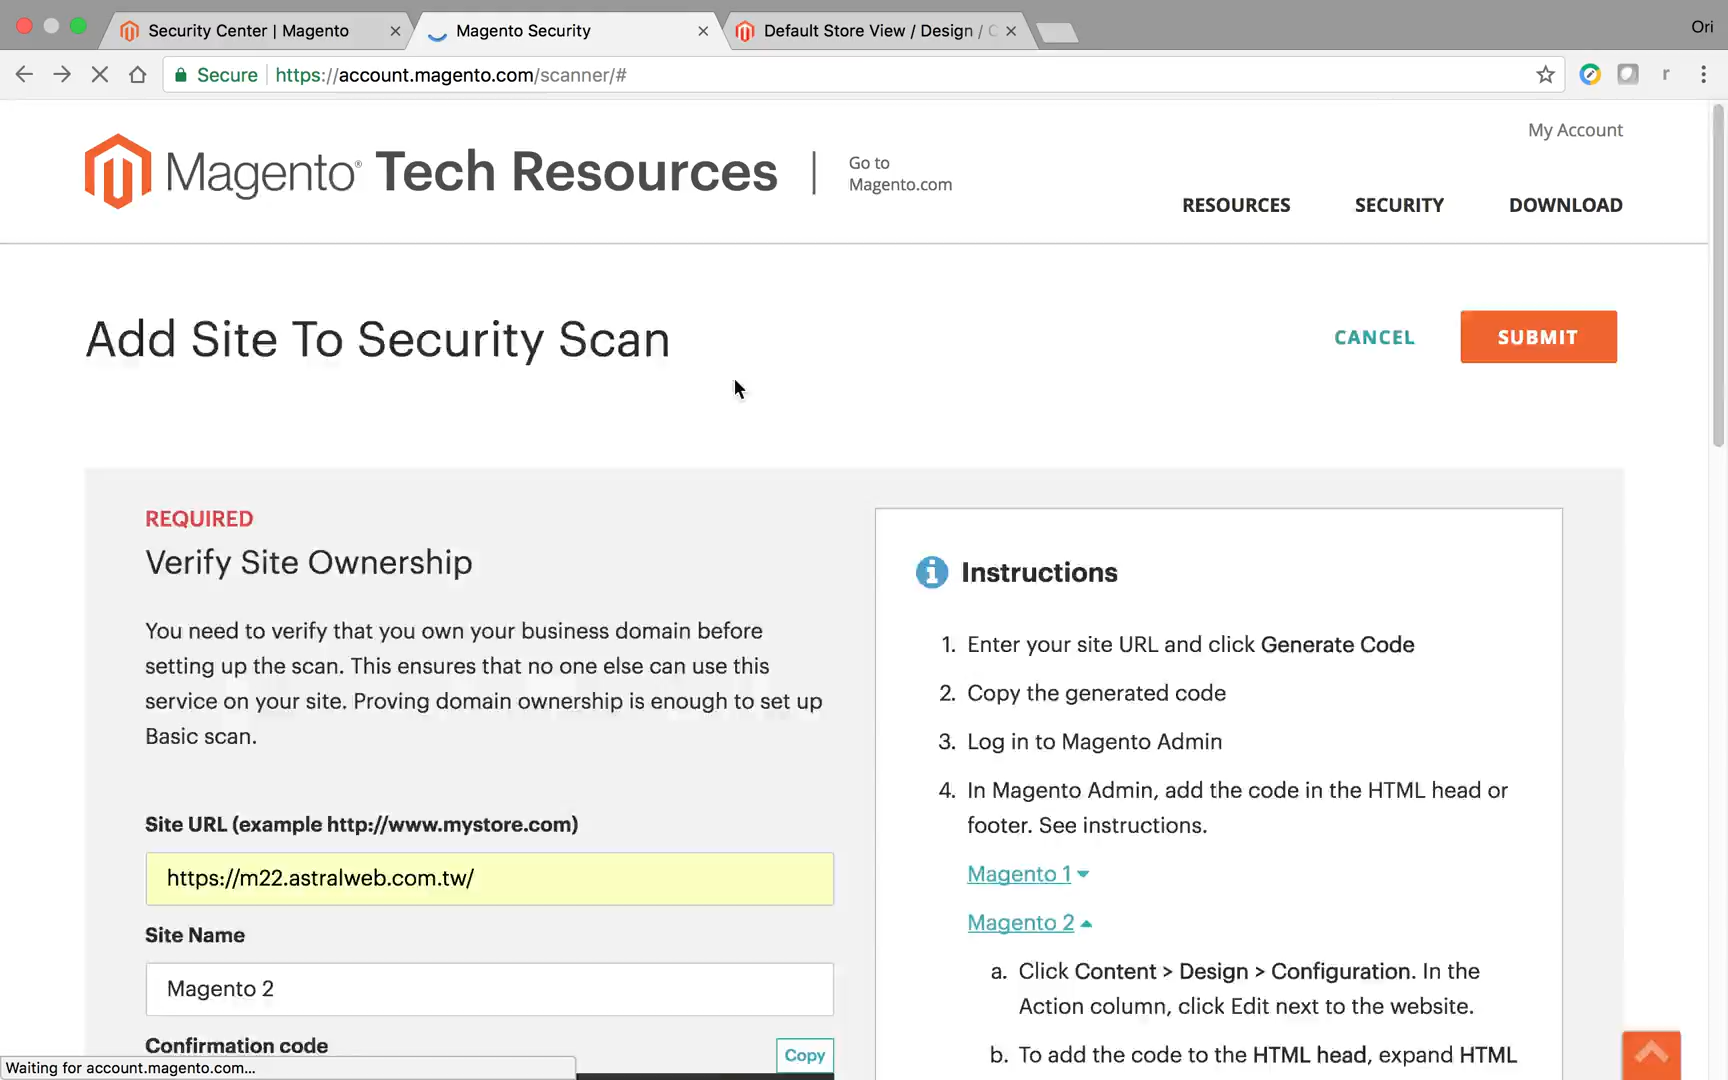 Security Center | Magento
Magento Security
Default Store View / Design /
Ori
Secure
https://account.magento.com/scanner/#
r
My Account
Magento® Tech Resources
Go to
Magento.com
RESOURCES
SECURITY
DOWNLOAD
Add Site To Security Scan
CANCEL
SUBMIT
REQUIRED
Verify Site Ownership
You need to verify that you own your business domain before
setting up the scan. This ensures that no one else can use this
service on your site. Proving domain ownership is enough to set up
Basic scan.
Site URL (example http://www.mystore.com)
https://m22.astralweb.com.tw/
Site Name
Magento 2
Confirmation code
Copy
Instructions
1. Enter your site URL and click Generate Code
2. Copy the generated code
3. Log in to Magento Admin
4. In Magento Admin, add the code in the HTML head or
footer. See instructions.
Magento 1
Magento 2
a. Click Content > Design > Configuration. In the
Action column, click Edit next to the website.
b. To add the code to the HTML head, expand HTML
Waiting for account.magento.com...